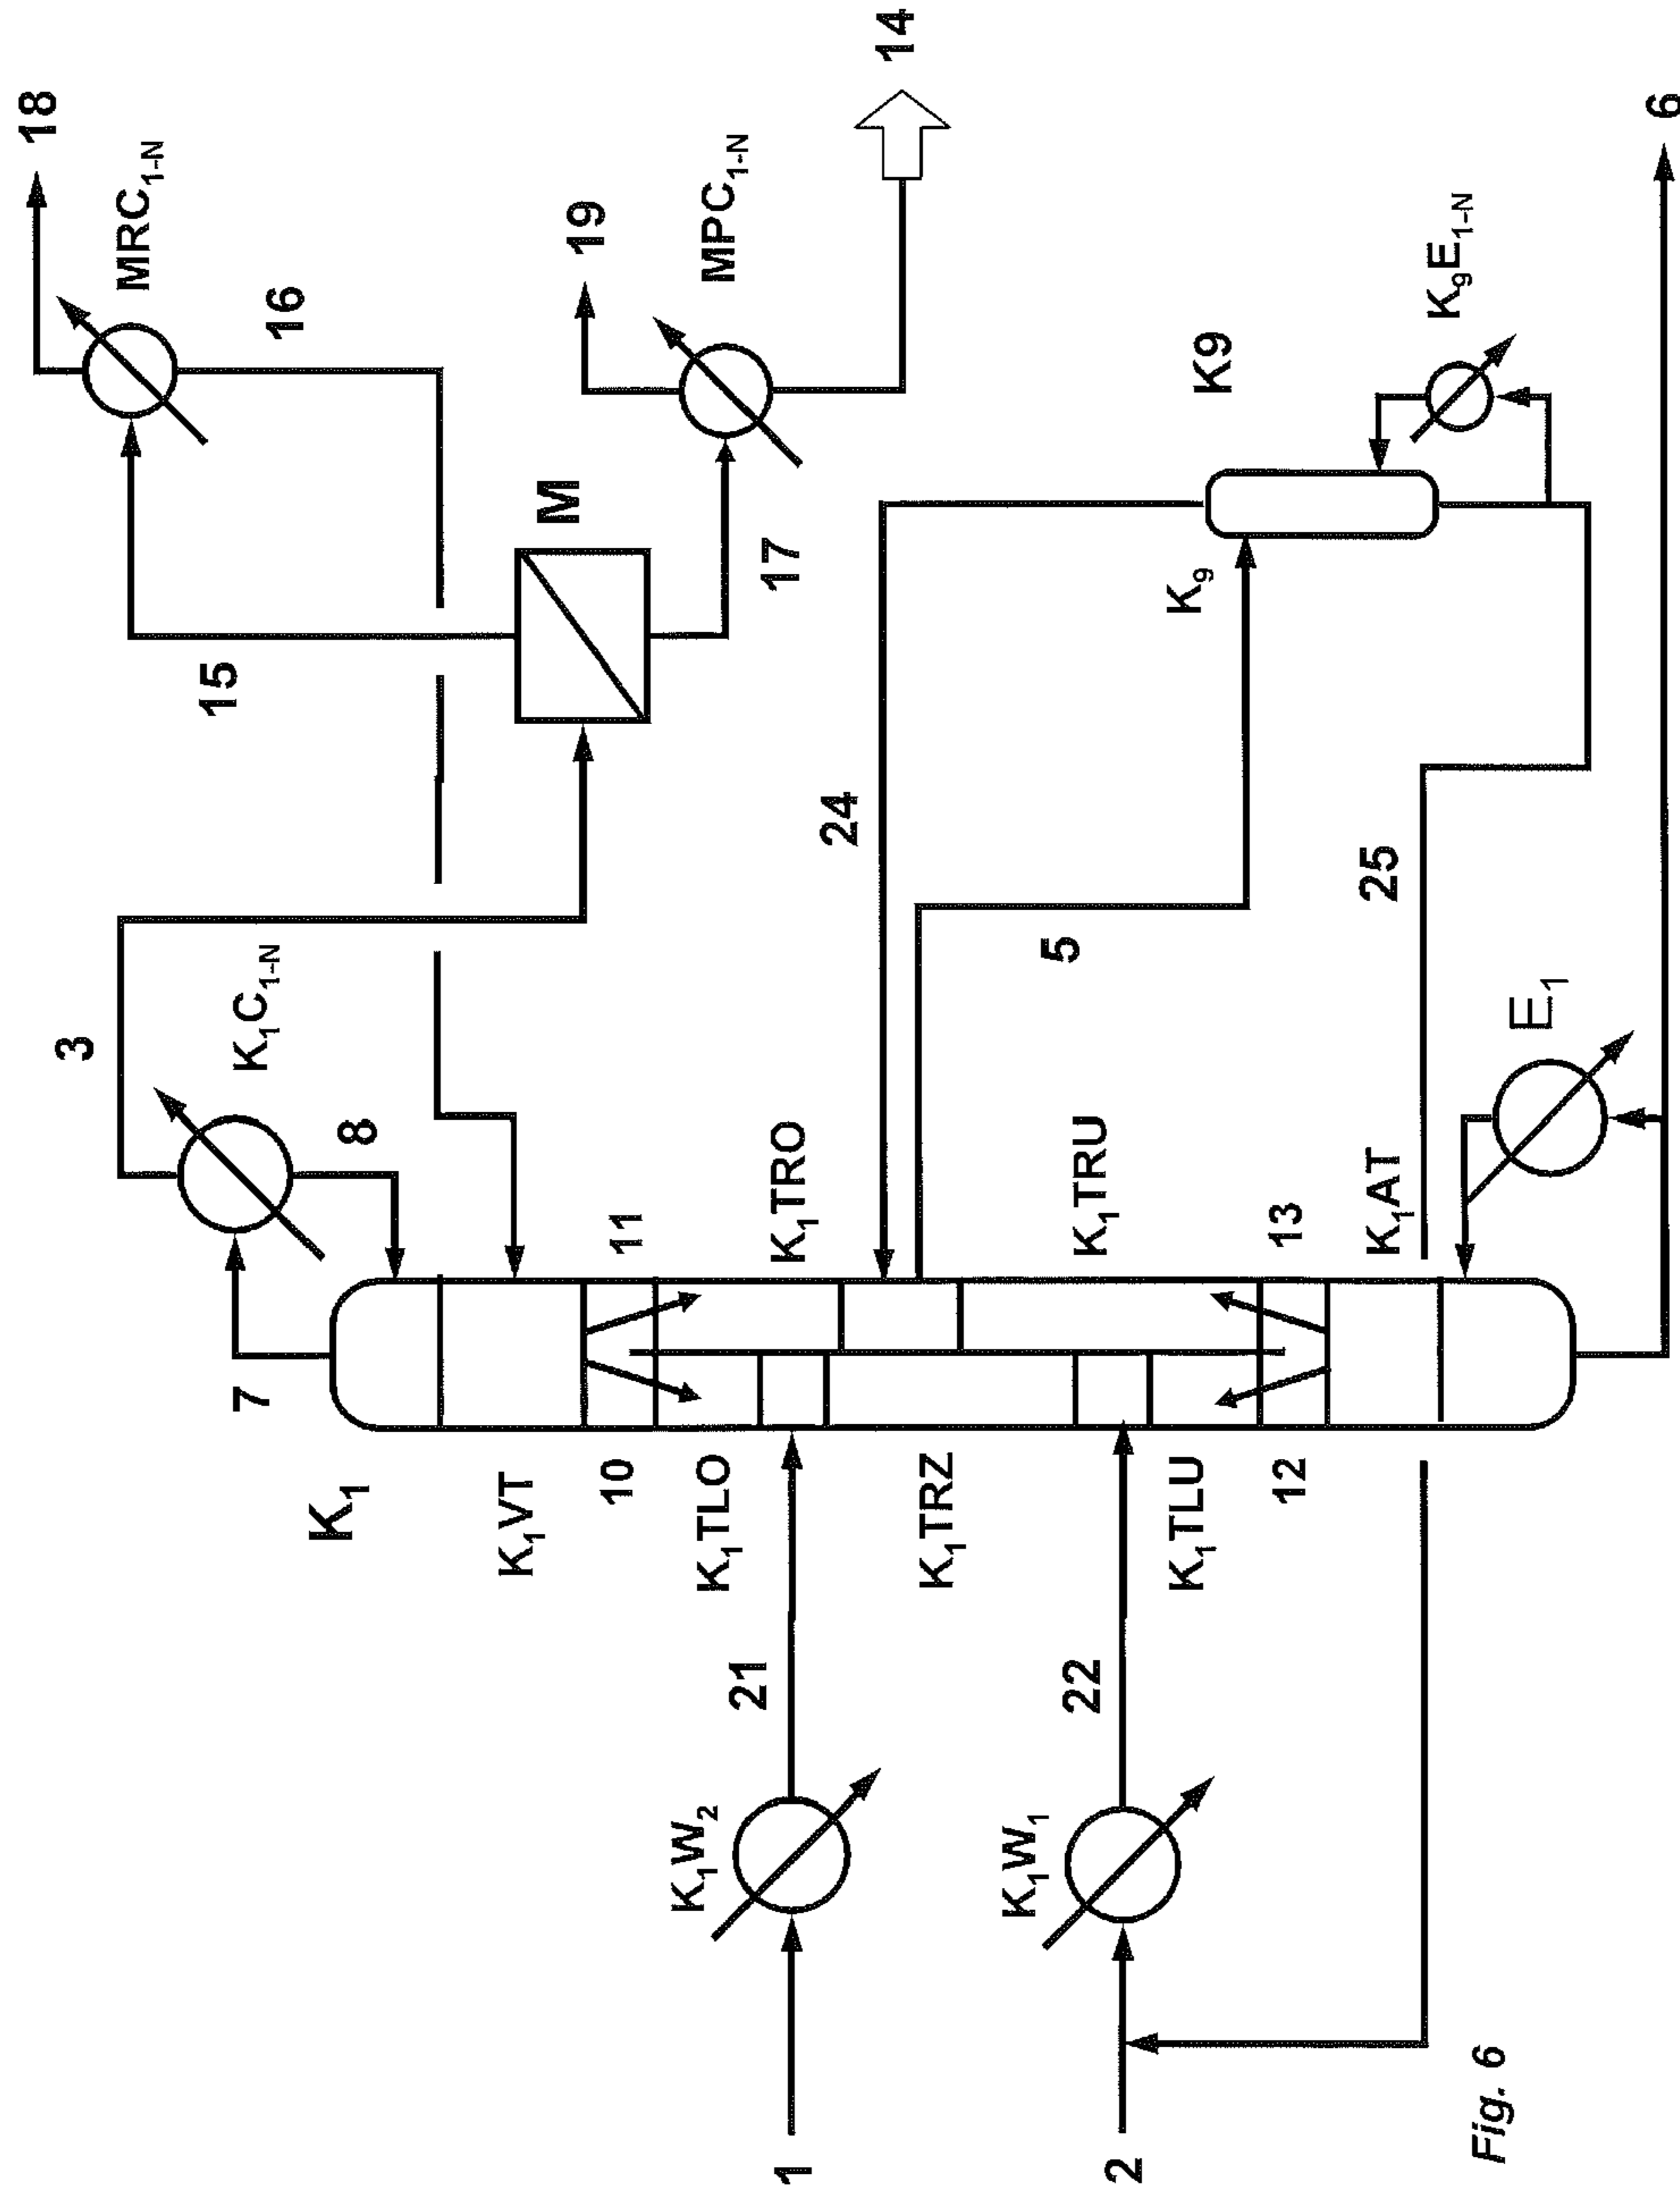 18
MRC₁₋N
16
15
3
K₁C₁₋N
7
8
19
MPC₁₋N
14
M
17
K₁
K₁VT
10
11
K₁TLO
K₁TRO
24
K₁W₂
21
1
K₁TRZ
5
K9
K₉
K₉E₁₋N
K₁W₁
22
2
K₁TLU
K₁TRU
12
13
K₁AT
25
E₁
6
Fig. 6